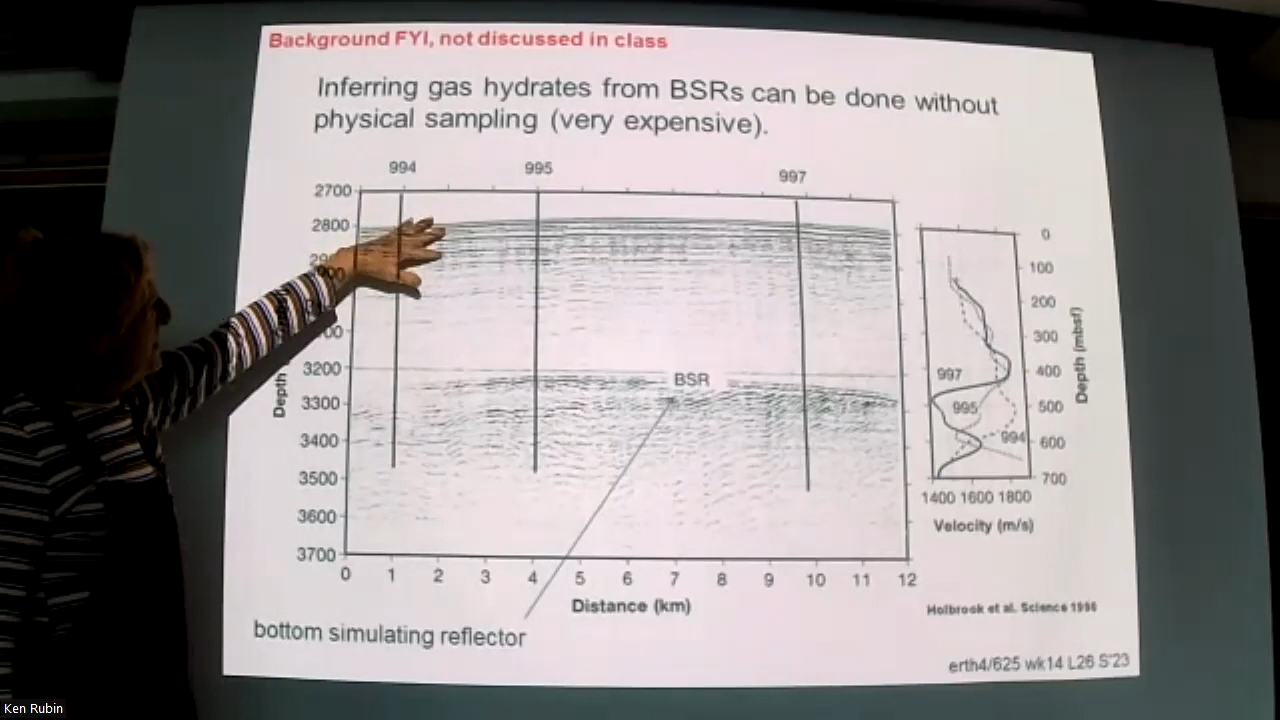 Background FYI, not discussed in class
Inferring gas hydrates from BSRs can be done without
physical sampling (very expensive).
994
995
997
2700
2800
3200
3300
3400
3500
3600
3700
Depth
BSR
0
1
2
3
4
5
6
7
8
9
10
11
12
Distance (km)
0
100
200
300
400
500
600
700
Depth (mbsf)
997
995
994
1400 1600 1800
Velocity (m/s)
Holbrook et al. Science 1996
bottom simulating reflector
erth4/625 wk14 L26 S'23
Ken Rubin